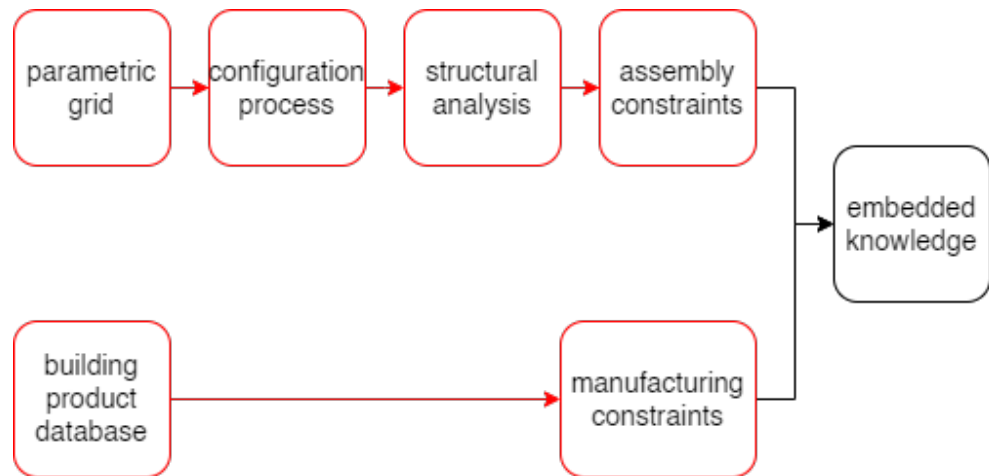 parametric
grid
configuration
process
structural
analysis
assembly
constraints
embedded
knowledge
building
product
database
manufacturing
constraints